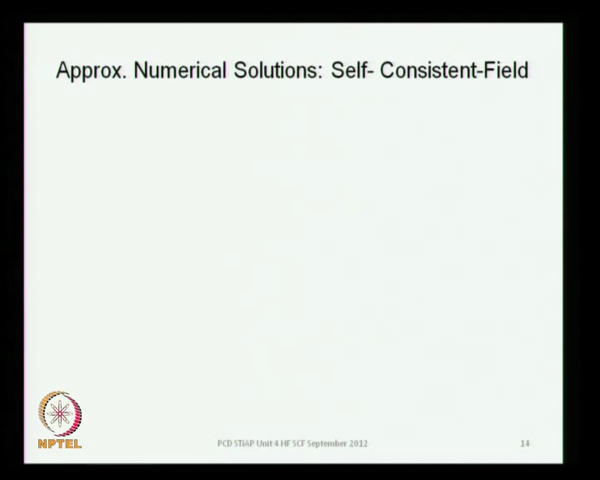 Approx. Numerical Solutions: Self- Consistent-Field
NPTEL
PCD STiAP Unit 4 HF SCF September 2012
14